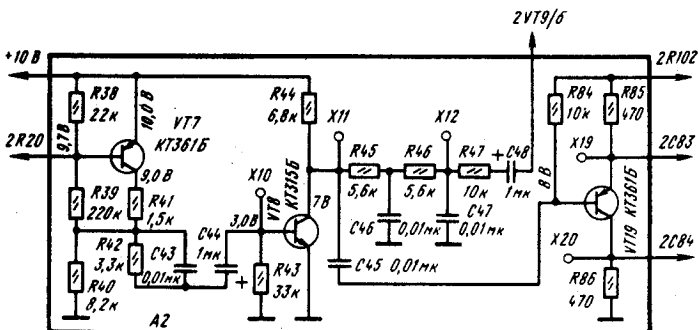 2VT9/б
+10 В
2R102
R38
22к
10,0 В
VT7
КТ361Б
R44
6,8к
X11
X12
R84
10к
R85
470
2R20
9,7В
9,0 В
X10
КТ315Б
R45
5,6к
R46
5,6к
R47
10к
+
C48
1мк
8 В
X19
КТ361Б
2C83
R39
220к
R41
1,5к
C44
1мк
3,0В
VT8
7В
C46
0,01мк
C47
0,01мк
VT19
2C84
R42
3,3к
C43
0,01мк
+
R43
33к
C45 0,01мк
X20
R86
470
R40
8,2к
А2